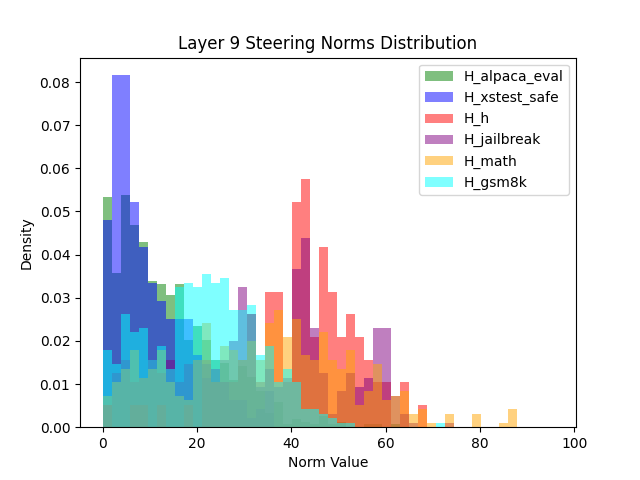 Layer 9 Steering Norms Distribution
H_alpaca_eval
H_xstest_safe
H_h
H_jailbreak
H_math
H_gsm8k
Density
0.08
0.07
0.06
0.05
0.04
0.03
0.02
0.01
0.00
0
20
40
60
80
100
Norm Value